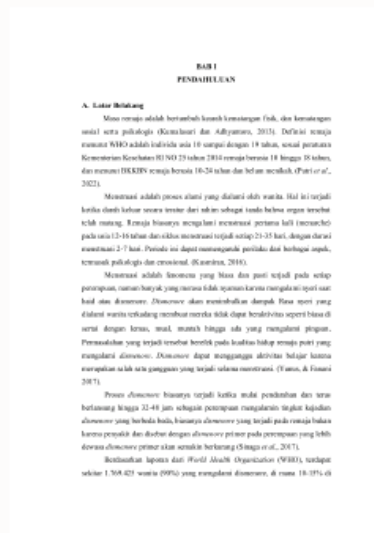 BAB I
PENDAHULUAN
A. Latar Belakang
Masa remaja adalah bertumbuh kearah kematangan fisik, dan kematangan
sosial serta psikologis (Kumalasari dan Adhyantoro, 2013). Definisi remaja
menurut WHO adalah individu usia 10 sampai dengan 19 tahun, sesuai peraturan
Kementerian Kesehatan RI NO 25 tahun 2014 remaja berusia 10 hingga 18 tahun,
dan menurut BKKBN remaja berusia 10-24 tahun dan belum menikah. (Putri et al.,
2022).
Menstruasi adalah proses alami yang dialami oleh wanita. Hal ini terjadi
ketika darah keluar secara teratur dari rahim sebagai tanda bahwa organ tersebut
telah matang. Remaja biasanya mengalami menstruasi pertama kali (menarche)
pada usia 12-16 tahun dan siklus menstruasi terjadi setiap 21-35 hari, dengan durasi
menstruasi 2-7 hari. Periode ini dapat memengaruhi perilaku dari berbagai aspek,
termasuk psikologis dan emosional. (Kusmiran, 2016).
Menstruasi adalah fenomena yang biasa dan pasti terjadi pada setiap
perempuan, namun banyak yang merasa tidak nyaman karena mengalami nyeri saat
haid atau dismenore. Dismenore akan menimbulkan dampak Rasa nyeri yang
dialami wanita terkadang membuat mereka tidak dapat beraktivitas seperti biasa di
sertai dengan lemas, mual, muntah hingga ada yang mengalami pingsan.
Permasalahan yang terjadi tersebut berefek pada kualitas hidup remaja putri yang
mengalami dismenore. Dismenore dapat mengganggu aktivitas belajar karena
merupakan salah satu gangguan yang terjadi selama menstruasi. (Yunus, & Fanani
2017).
Proses dismenore biasanya terjadi ketika mulai pendarahan dan terus
berlangsung hingga 32-48 jam sebagain perempuan mengalamin tingkat kejadian
dismenore yang berbeda beda, biasanya dismenore yang terjadi pada remaja bukan
karena penyakit dan disebut dengan dismenore primer pada perempuan yang lebih
dewasa dismenore primer akan semakin berkurang (Sinaga et al., 2017).
Berdasarkan laporan dari World Health Organization (WHO), terdapat
sekitar 1.769.425 wanita (90%) yang mengalami dismenore, di mana 10-15% di